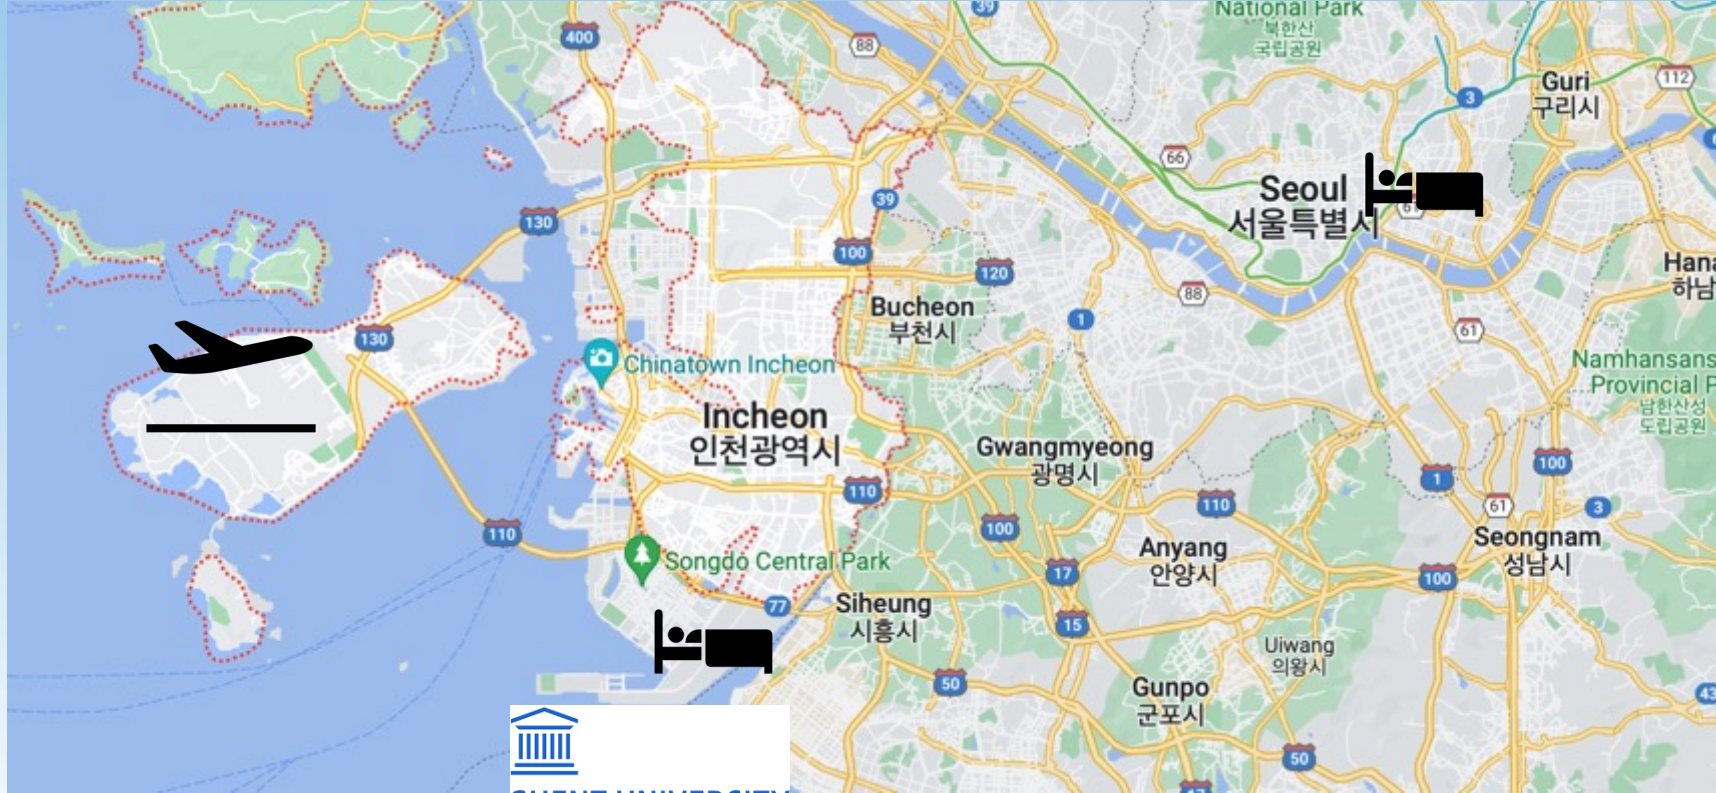 National Park
북한산
국립공원
39
400
88
Guri
구리시
112
3
66
Seoul
서울특별시
130
39
100
120
Hana
하남
Bucheon
부천시
88
1
61
130
Chinatown Incheon
Namhansans
Provincial P
남한산성
도립공원
Incheon
인천광역시
Gwangmyeong
광명시
110
100
1
100
110
61
3
110
100
Seongnam
성남시
Anyang
안양시
Songdo Central Park
17
100
77
Siheung
시흥시
15
Uiwang
의왕시
50
Gunpo
군포시
43
50
GHENT UNIVERSITY